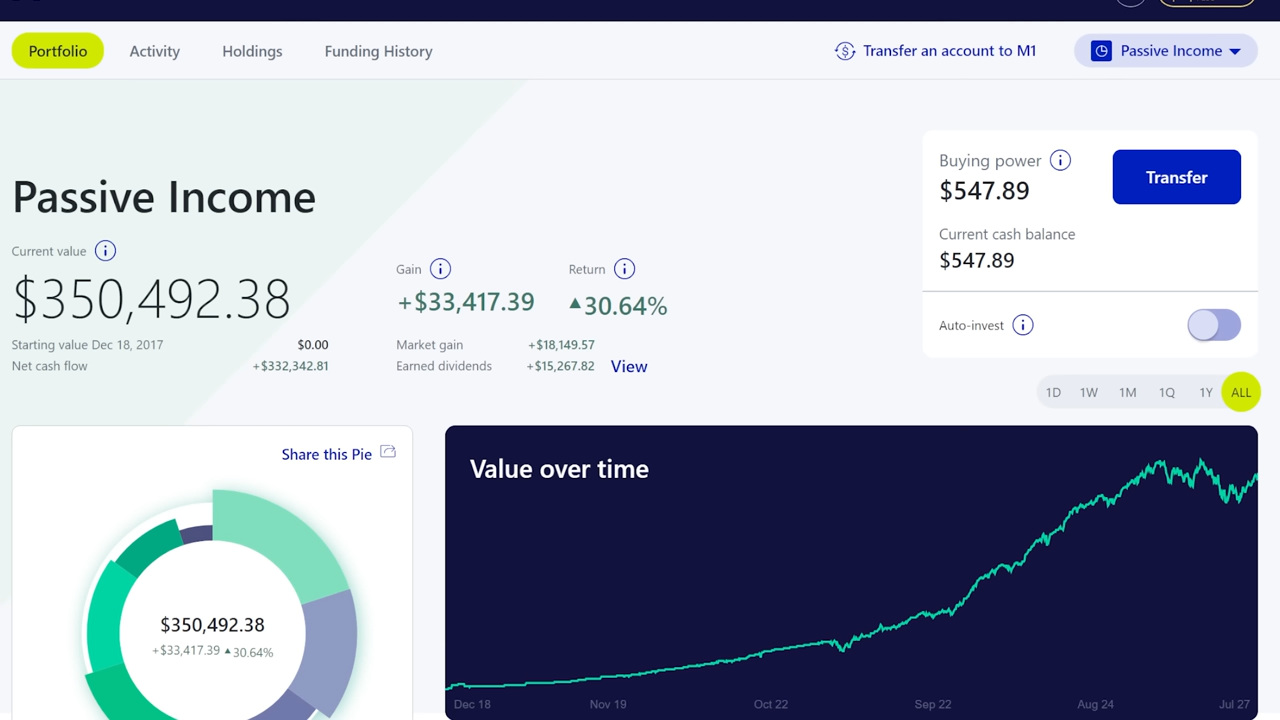 Portfolio Activity Holdings Funding History Transfer an account to M1 Passive Income
Passive Income
Current value
$350,492.38
Starting value Dec 18, 2017 $0.00
Net cash flow +$332,342.81
Gain
+$33,417.39
Return
30.64%
Market gain +$18,149.57
Earned dividends +$15,267.82 View
Buying power
$547.89
Transfer
Current cash balance
$547.89
Auto-invest
1D 1W 1M 1Q 1Y ALL
Share this Pie
$350,492.38
+$33,417.39 30.64%
Value over time
Dec 18 Nov 19 Oct 22 Sep 22 Aug 24 Jul 27